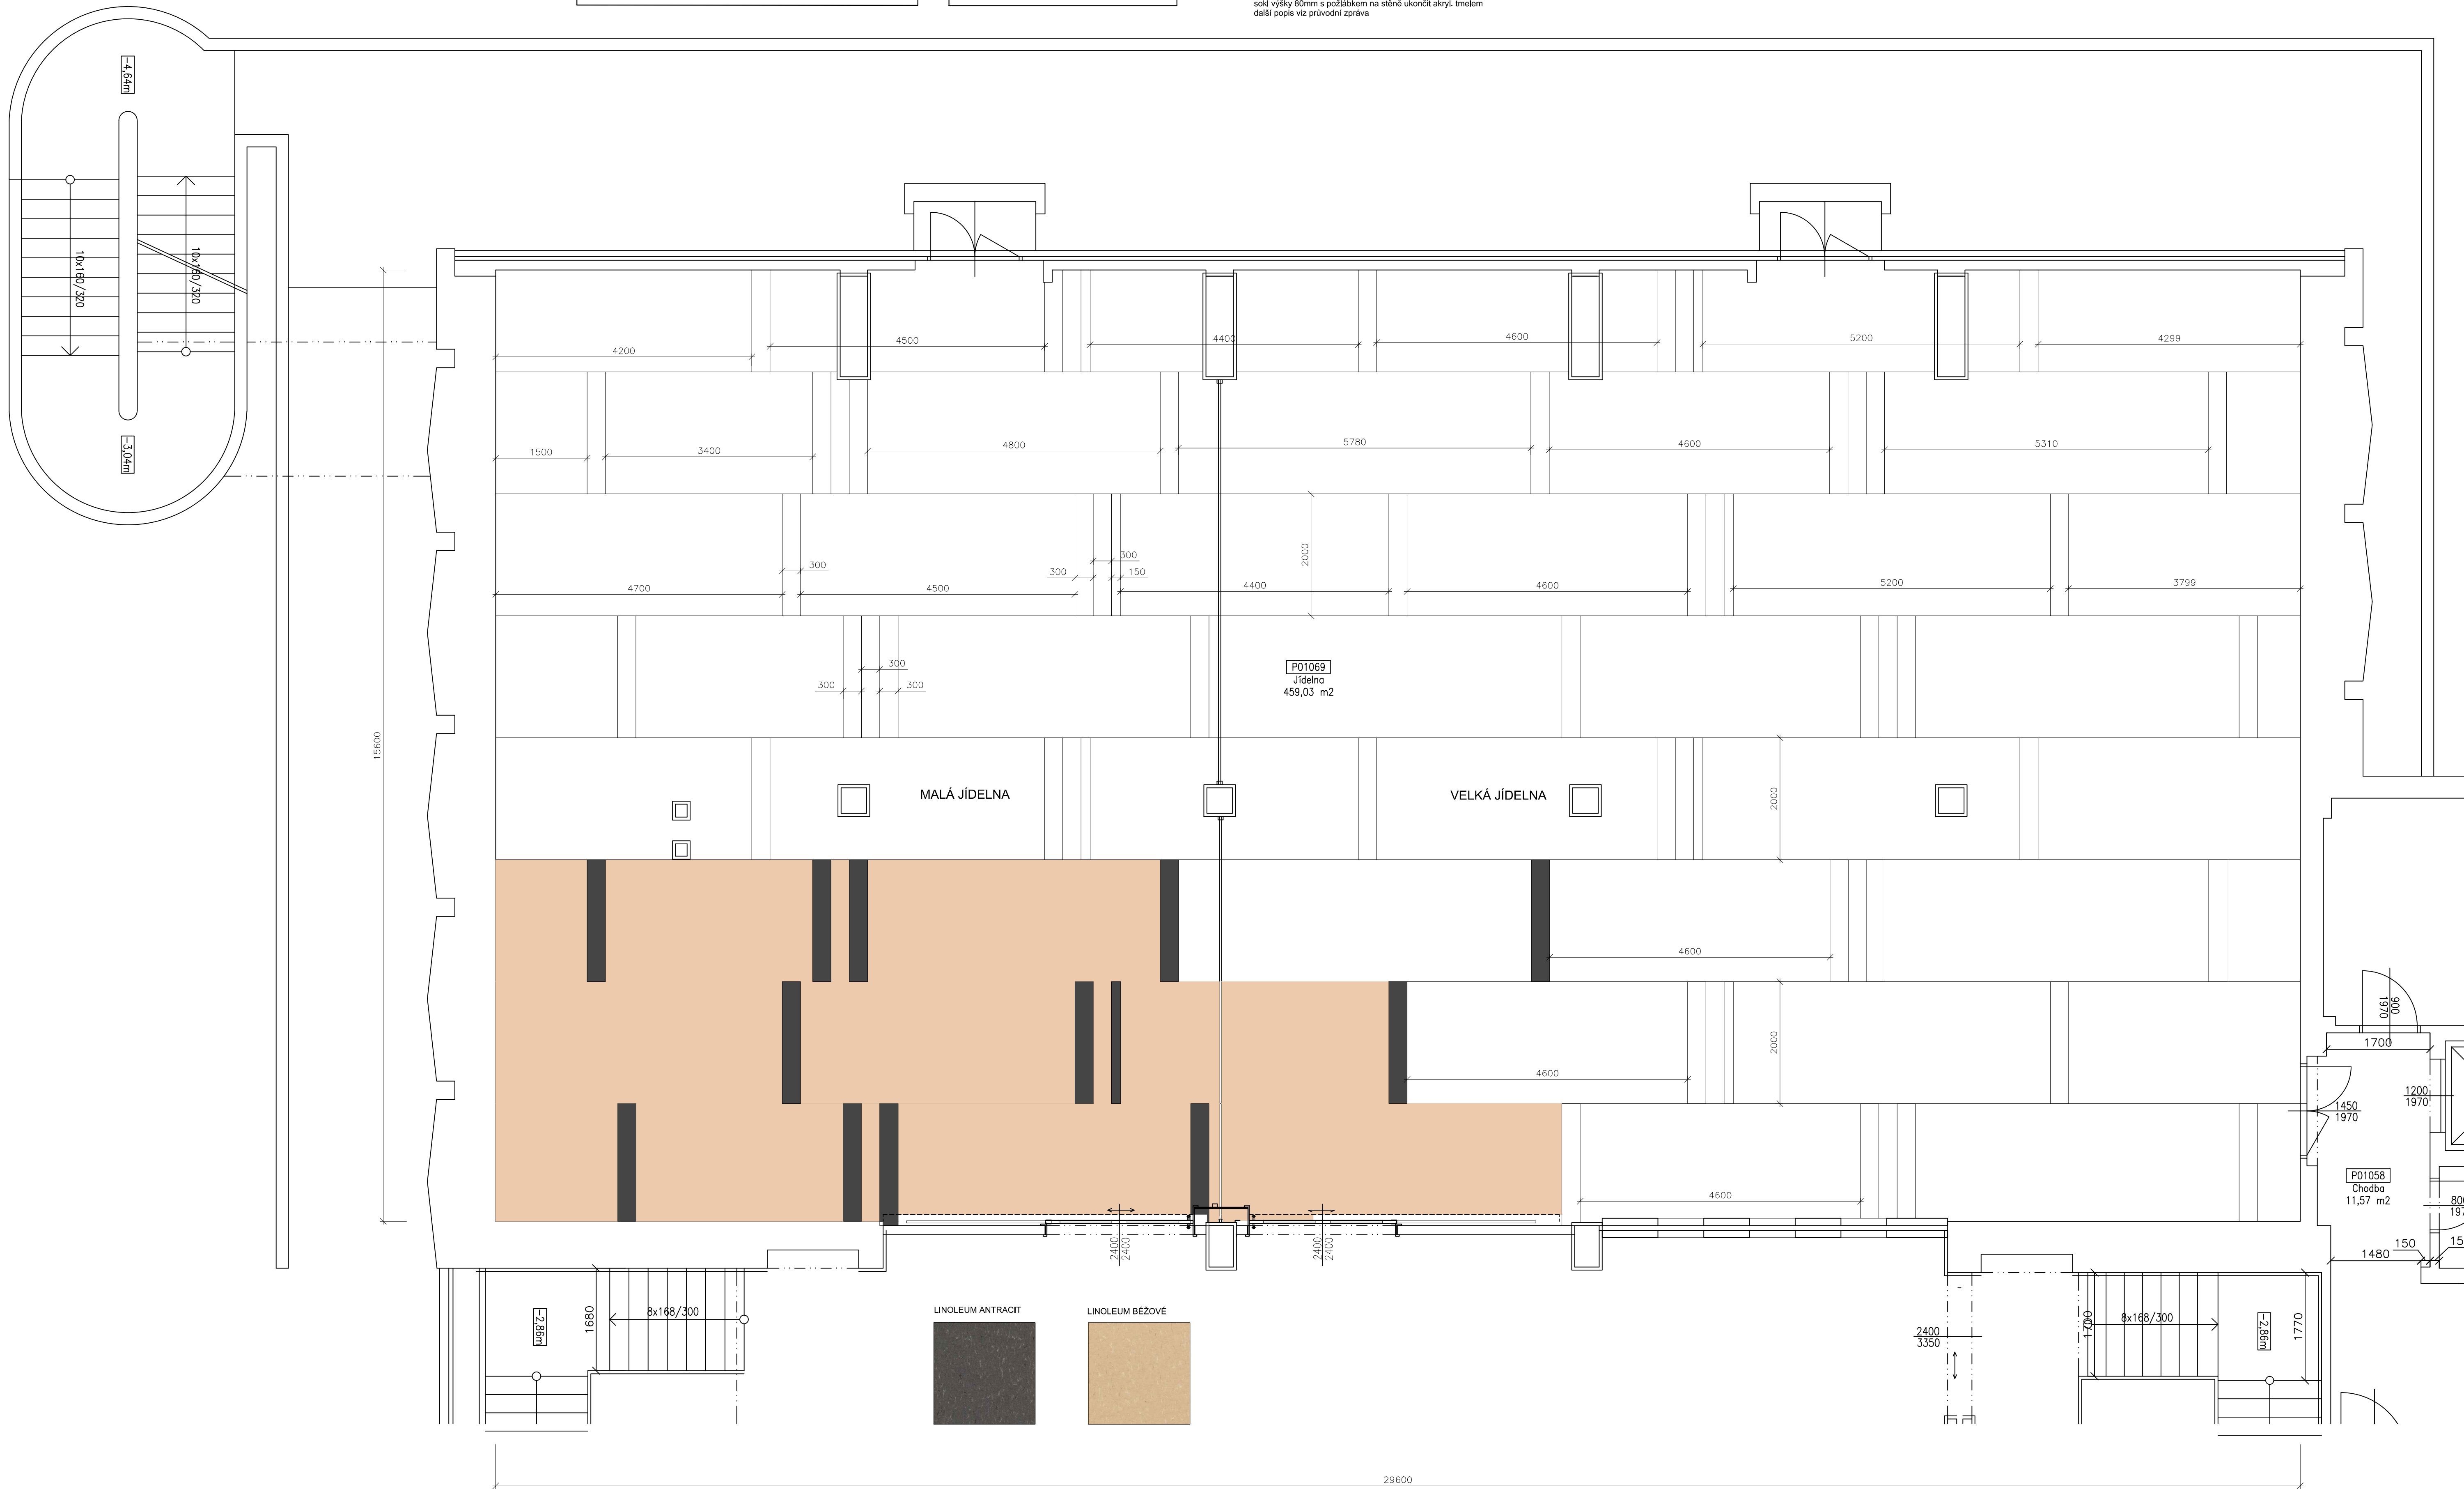 sokl výšky 80mm s požlábkem na stěně ukončit akryl. tmelem
další popis viz průvodní zpráva
-4,64m
10x160/320
10x160/320
-3,04m
4200
4500
4400
4600
5200
4299
1500
3400
4800
5780
4600
5310
300
300
300
150
2000
4700
4500
4400
4600
5200
3799
300
300
300
P01069
Jídelna
459,03 m2
15600
MALÁ JÍDELNA
VELKÁ JÍDELNA
2000
4600
2000
4600
4600
900
1970
1700
1200
1970
1450
1970
P01058
Chodba
11,57 m2
150
1480
2400
2400
2400
2400
-2,86m
1680
8x168/300
LINOLEUM ANTRACIT
LINOLEUM BÉŽOVÉ
2400
3350
8x168/300
-2,86m
1770
29600